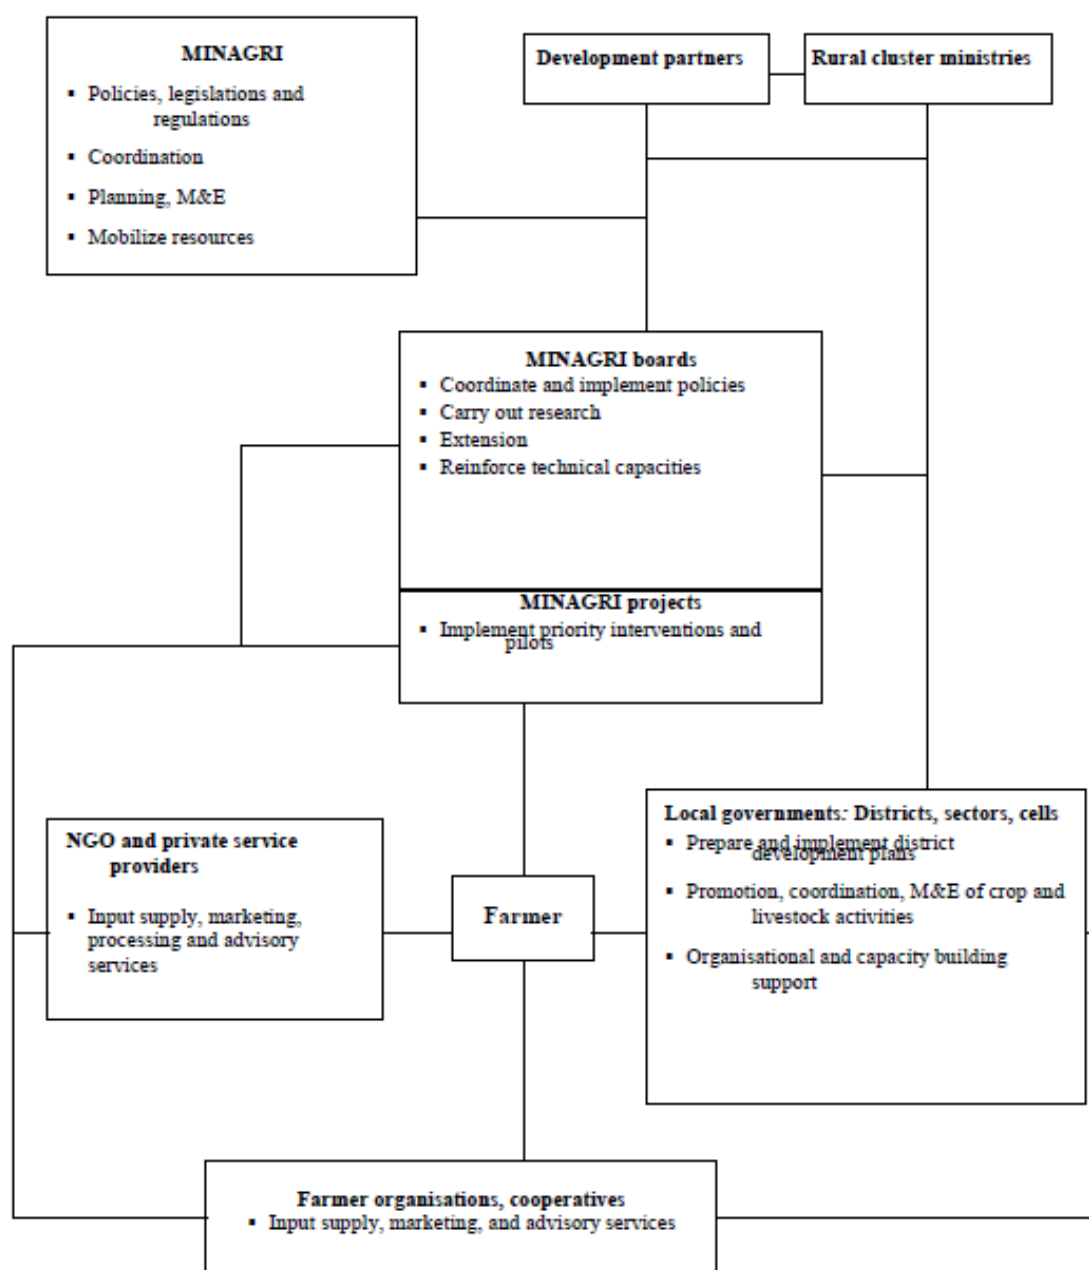 MINAGRI
▪ Policies, legislations and
regulations
▪ Coordination
▪ Planning, M&E
▪ Mobilize resources
Development partners
Rural cluster ministries
MINAGRI boards
▪ Coordinate and implement policies
▪ Carry out research
▪ Extension
▪ Reinforce technical capacities
MINAGRI projects
▪ Implement priority interventions and
pilots
NGO and private service
providers
▪ Input supply, marketing,
processing and advisory
services
Farmer
Local governments: Districts, sectors, cells
▪ Prepare and implement district
development plans
▪ Promotion, coordination, M&E of crop and
livestock activities
▪ Organisational and capacity building
support
Farmer organisations, cooperatives
▪ Input supply, marketing, and advisory services